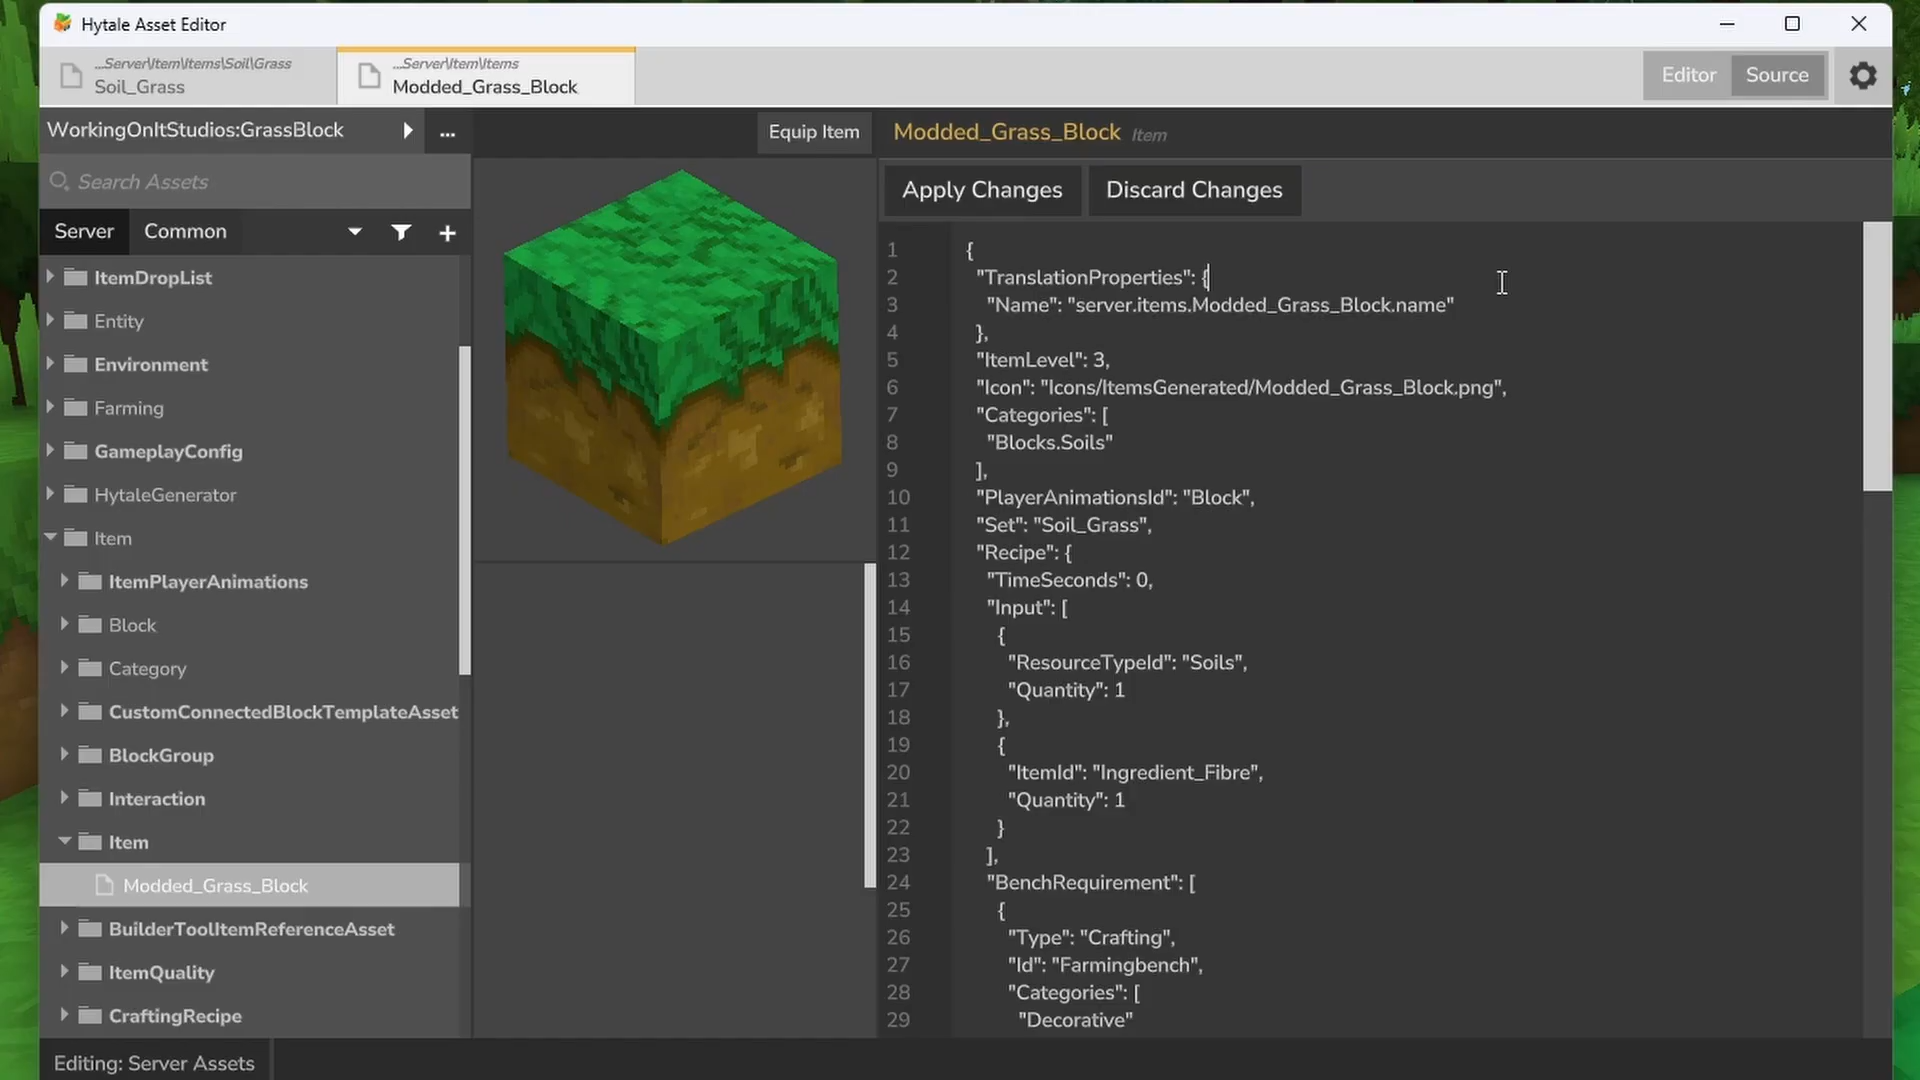 Hytale Asset Editor
...Server\Item\Items\Soil\Grass
Soil_Grass
...Server\Item\Items
Modded_Grass_Block
Editor
Source
WorkingOnItStudios:GrassBlock
...
Equip Item
Modded_Grass_Block Item
Search Assets
Apply Changes
Discard Changes
Server
Common
ItemDropList
Entity
Environment
Farming
GameplayConfig
HytaleGenerator
Item
ItemPlayerAnimations
Block
Category
CustomConnectedBlockTemplateAsset
BlockGroup
Interaction
Item
Modded_Grass_Block
BuilderToolItemReferenceAsset
ItemQuality
CraftingRecipe
1 {
2 "TranslationProperties": {
3 "Name": "server.items.Modded_Grass_Block.name"
4 },
5 "ItemLevel": 3,
6 "Icon": "Icons/ItemsGenerated/Modded_Grass_Block.png",
7 "Categories": [
8 "Blocks.Soils"
9 ],
10 "PlayerAnimationsId": "Block",
11 "Set": "Soil_Grass",
12 "Recipe": {
13 "TimeSeconds": 0,
14 "Input": [
15 {
16 "ResourceTypeId": "Soils",
17 "Quantity": 1
18 },
19 {
20 "ItemId": "Ingredient_Fibre",
21 "Quantity": 1
22 }
23 ],
24 "BenchRequirement": [
25 {
26 "Type": "Crafting",
27 "Id": "Farmingbench",
28 "Categories": [
29 "Decorative"
Editing: Server Assets